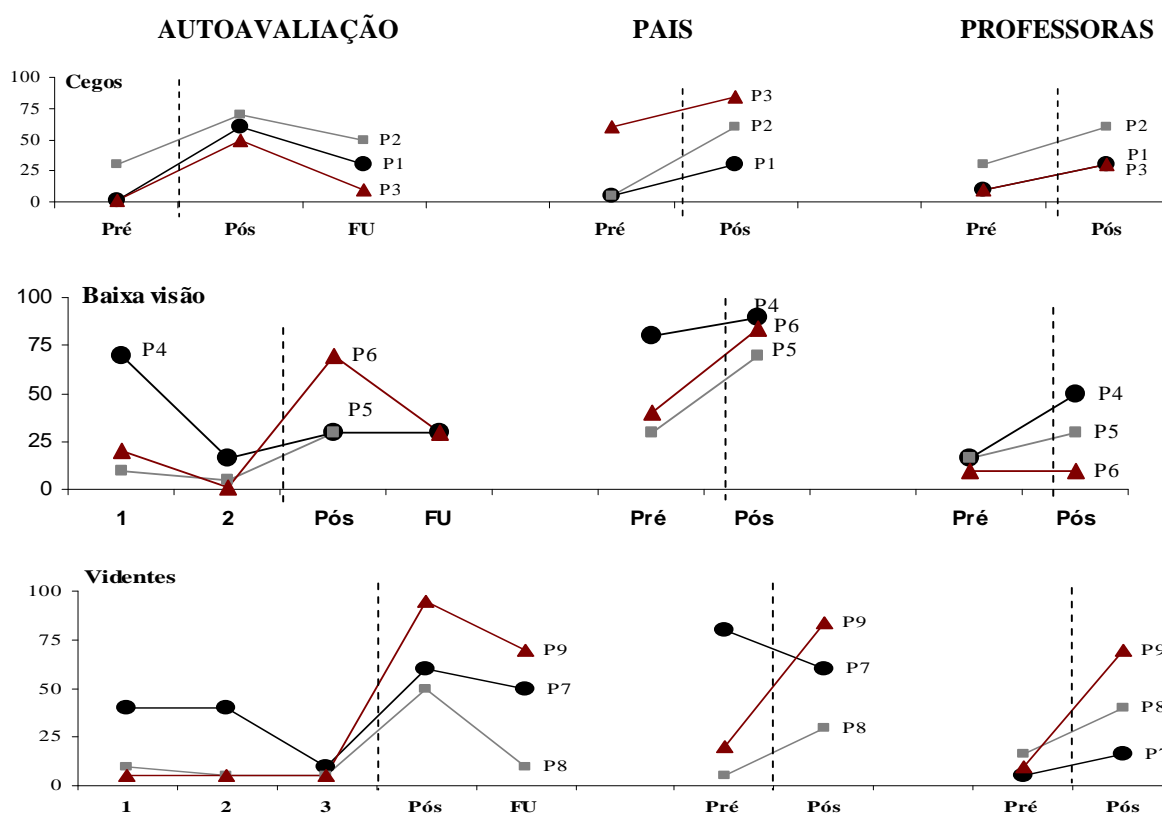 AUTOAVALIAÇÃO PAIS PROFESSORAS
Cegos
100
75
50
25
0
P2
P1
P3
P3
P2
P1
P2
P1
P3
Pré Pós FU Pré Pós Pré Pós
Baixa visão
100
75
50
25
0
P4
P6
P5
P4
P6
P5
P4
P5
P6
1 2 Pós FU Pré Pós Pré Pós
Videntes
100
75
50
25
0
P9
P7
P8
P9
P7
P8
P9
P8
P7
1 2 3 Pós FU Pré Pós Pré Pós